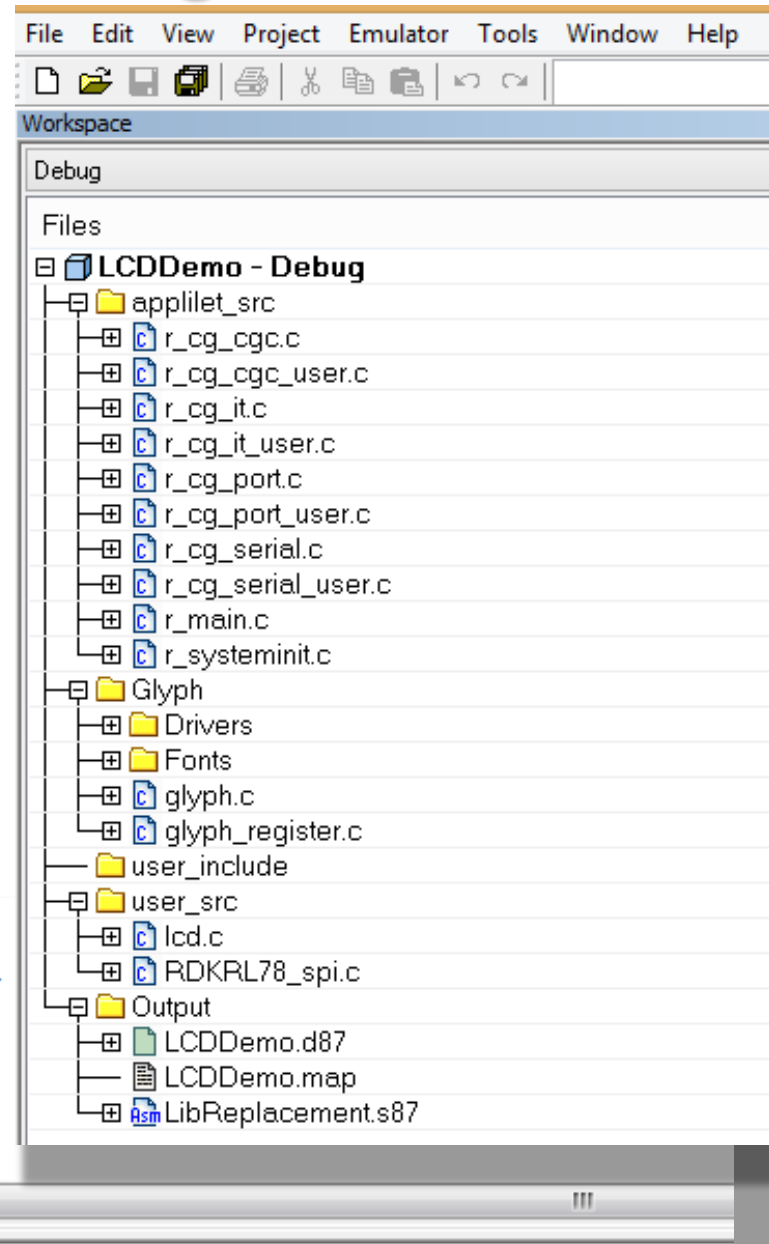 File Edit View Project Emulator Tools Window Help
Workspace
Debug
Files
LCDDemo - Debug
applilet_src
r_cg_cgc.c
r_cg_cgc_user.c
r_cg_it.c
r_cg_it_user.c
r_cg_port.c
r_cg_port_user.c
r_cg_serial.c
r_cg_serial_user.c
r_main.c
r_systeminit.c
Glyph
Drivers
Fonts
glyph.c
glyph_register.c
user_include
user_src
lcd.c
RDKRL78_spi.c
Output
LCDDemo.d87
LCDDemo.map
LibReplacement.s87